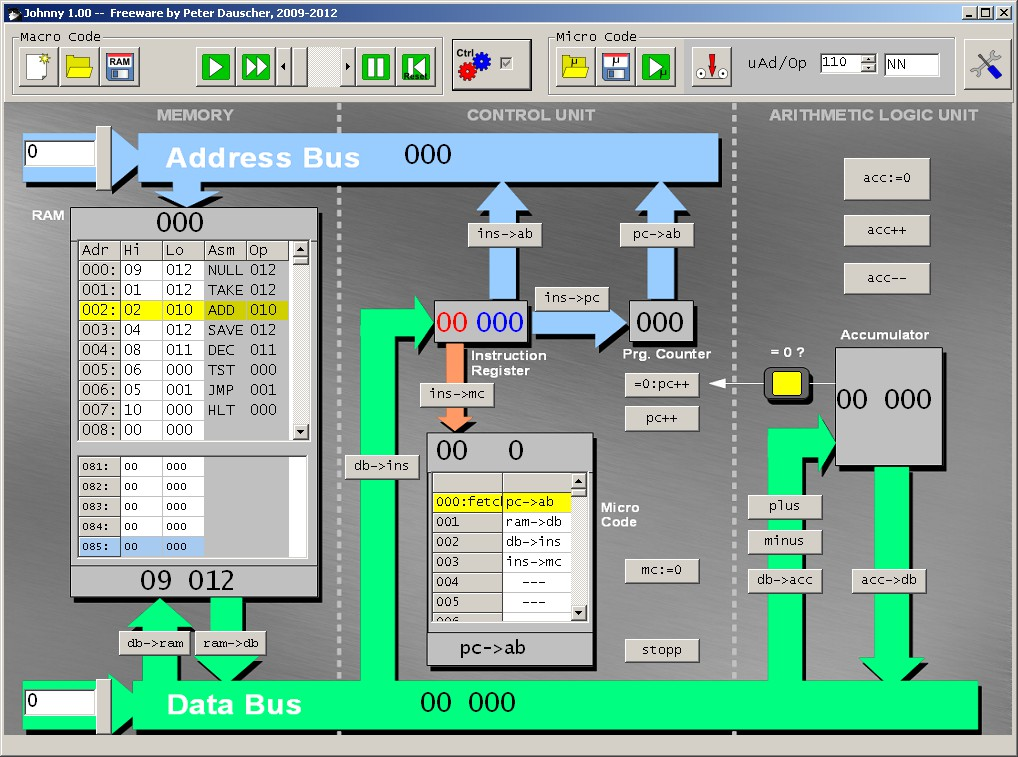 Johnny 1.00 -- Freeware by Peter Dauscher, 2009-2012
Macro Code
Micro Code
RAM
Reset
Ctrl
µ
µ
µ
uAd/Op
110
NN
MEMORY
CONTROL UNIT
ARITHMETIC LOGIC UNIT
0
Address Bus 000
acc:=0
acc++
acc--
RAM
000
ins->ab
pc->ab
Adr Hi Lo Asm Op
000: 09 012 NULL 012
001: 01 012 TAKE 012
002: 02 010 ADD 010
003: 04 012 SAVE 012
004: 08 011 DEC 011
005: 06 000 TST 000
006: 05 001 JMP 001
007: 10 000 HLT 000
008: 00 000
081: 00 000
082: 00 000
083: 00 000
084: 00 000
085: 00 000
09 012
db->ram
ram->db
ins->pc
00 000
000
Instruction
Register
Prg. Counter
ins->mc
=0:pc++
pc++
= 0 ?
Accumulator
00 000
db->ins
00 0
000:fetch pc->ab
001 ram->db
002 db->ins
003 ins->mc
004 ---
005 ---
pc->ab
Micro
Code
mc:=0
stopp
plus
minus
db->acc
acc->db
0
Data Bus 00 000